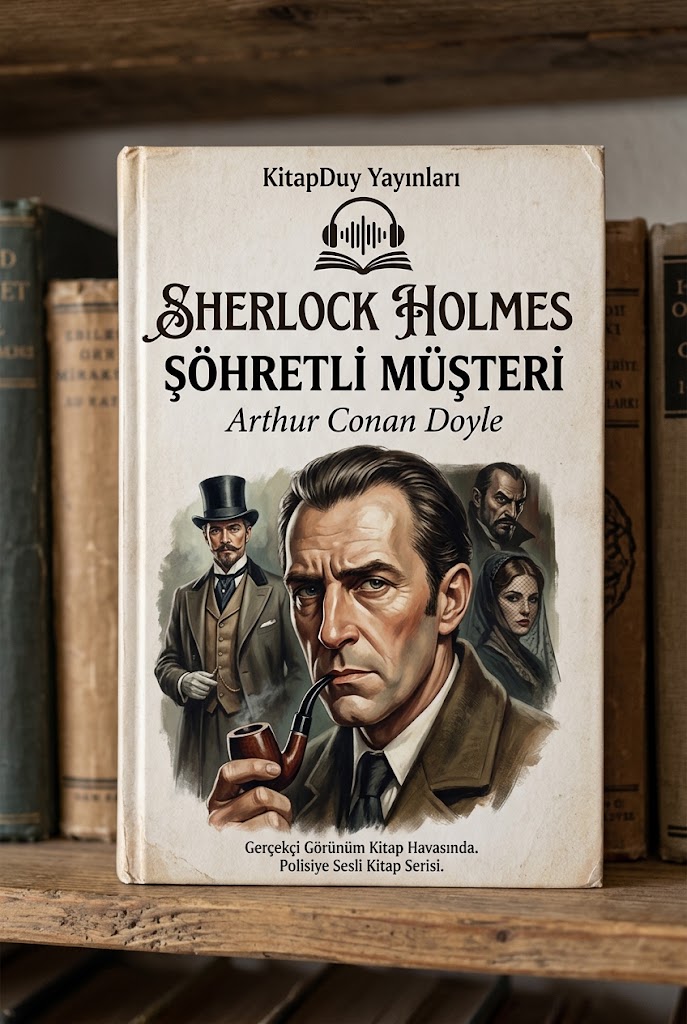 KitapDuy Yayınları
SHERLOCK HOLMES
ŞÖHRETLİ MÜŞTERİ
Arthur Conan Doyle
Gerçekçi Görünüm Kitap Havasında.
Polisiye Sesli Kitap Serisi.